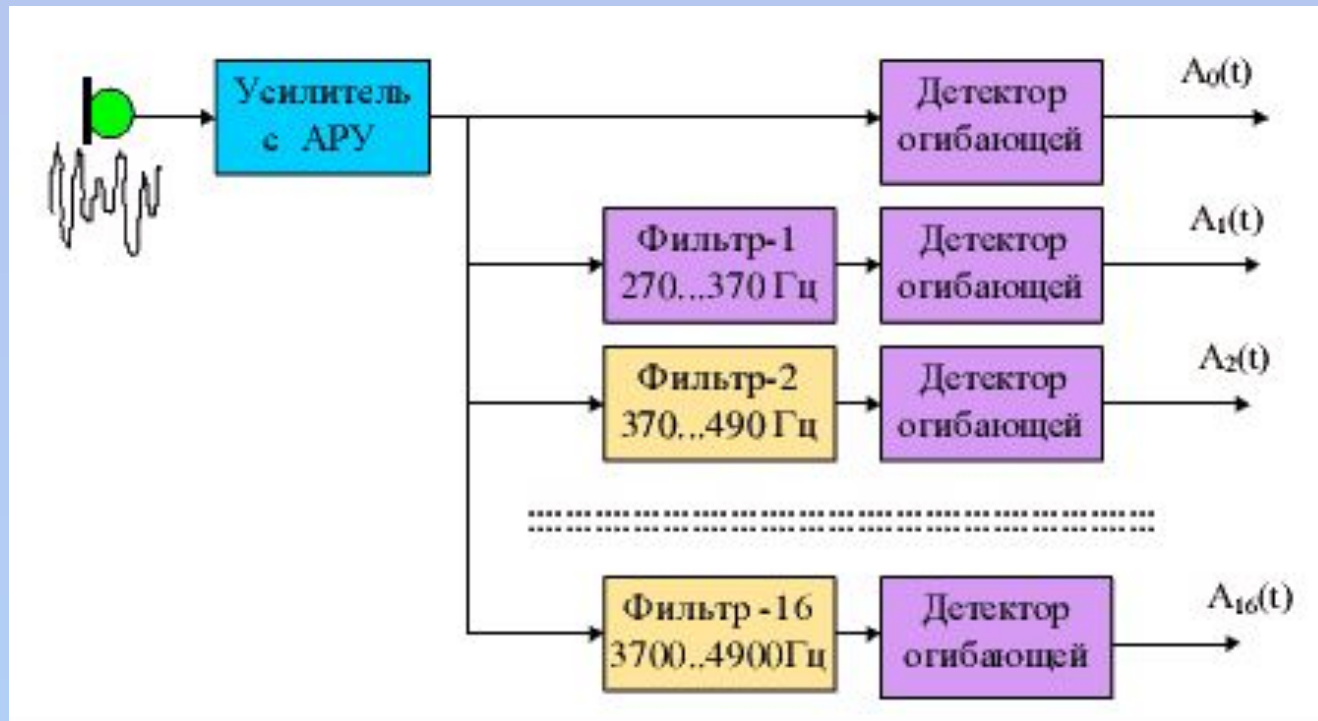 Усилитель
с АРУ
Детектор
огибающей
A₀(t)
Фильтр-1
270...370 Гц
Детектор
огибающей
A₁(t)
Фильтр-2
370...490 Гц
Детектор
огибающей
A₂(t)
Фильтр -16
3700..4900Гц
Детектор
огибающей
A₁₆(t)